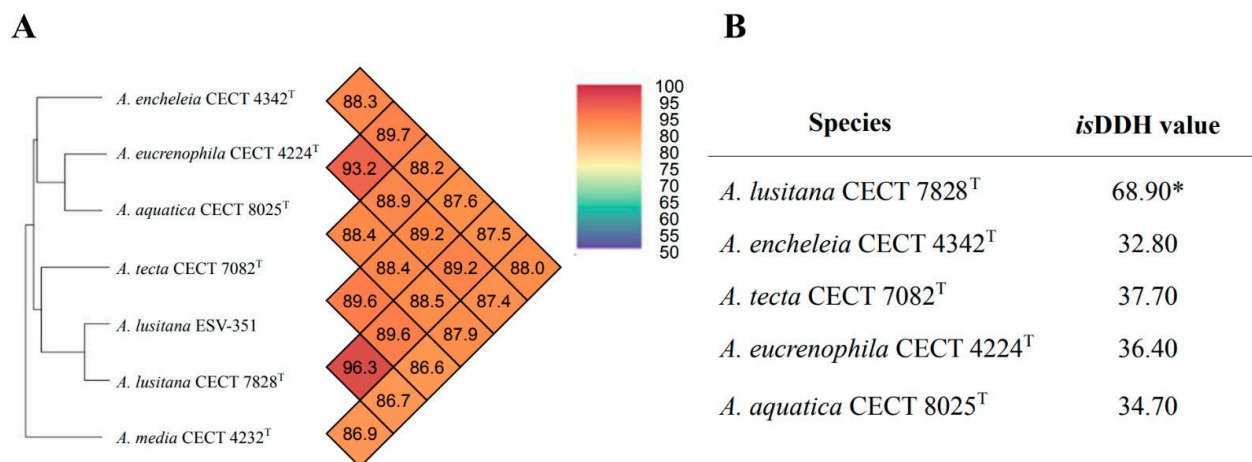 A
A. encheleia CECT 4342T
A. eucrenophila CECT 4224T
A. aquatica CECT 8025T
A. tecta CECT 7082T
A. lusitana ESV-351
A. lusitana CECT 7828T
A. media CECT 4232T
88.3
89.7
93.2
88.2
88.9
87.6
88.4
89.2
87.5
88.4
89.2
88.0
89.6
88.5
87.4
89.6
87.9
96.3
86.6
86.7
86.9
100
95
90
85
80
75
70
65
60
55
50
B
Species isDDH value
A. lusitana CECT 7828T 68.90*
A. encheleia CECT 4342T 32.80
A. tecta CECT 7082T 37.70
A. eucrenophila CECT 4224T 36.40
A. aquatica CECT 8025T 34.70